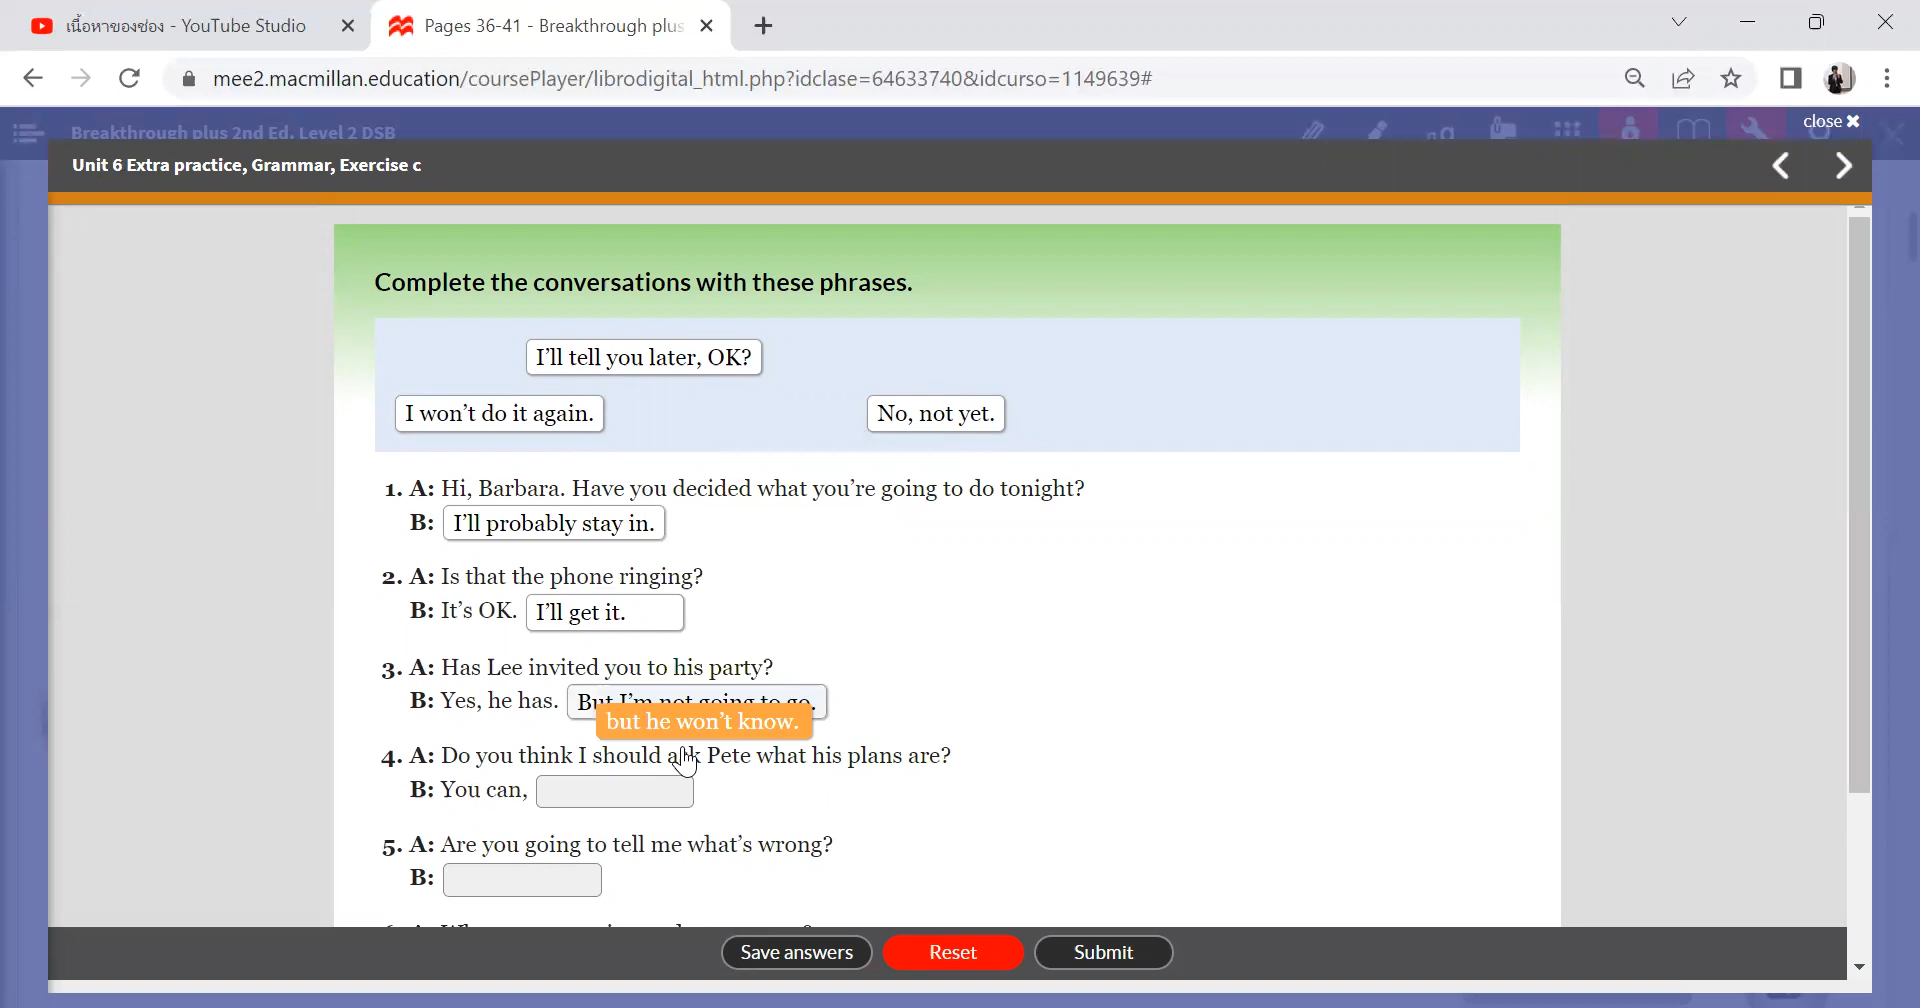 เนื้อหาของช่อง - YouTube Studio
Pages 36-41 - Breakthrough plus
mee2.macmillan.education/coursePlayer/librodigital_html.php?idclase=64633740&idcurso=1149639#
Breakthrough plus 2nd Ed. Level 2 DSB
close
Unit 6 Extra practice, Grammar, Exercise c
Complete the conversations with these phrases.
I’ll tell you later, OK?
I won’t do it again.
No, not yet.
1. A: Hi, Barbara. Have you decided what you’re going to do tonight?
B: I’ll probably stay in.
2. A: Is that the phone ringing?
B: It’s OK. I’ll get it.
3. A: Has Lee invited you to his party?
B: Yes, he has. But I’m not going to go.
but he won’t know.
4. A: Do you think I should ask Pete what his plans are?
B: You can,
5. A: Are you going to tell me what’s wrong?
B:
Save answers
Reset
Submit